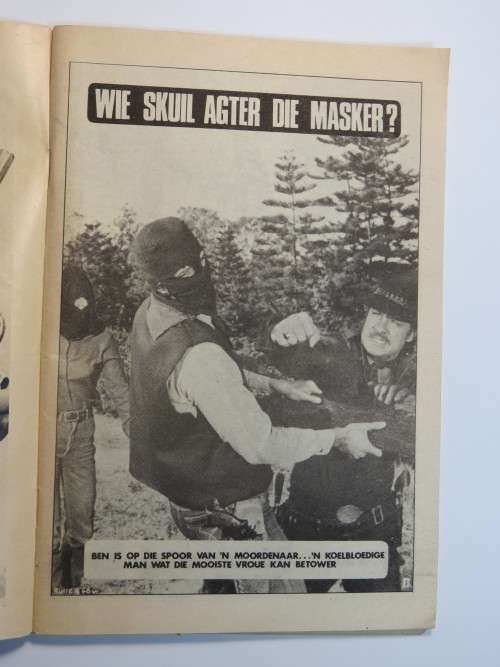 WIE SKUIL AGTER DIE MASKER?
BEN IS OP DIE SPOOR VAN 'N MOORDENAAR...'N KOELBLOEDIGE
MAN WAT DIE MOOISTE VROUE KAN BETOWER